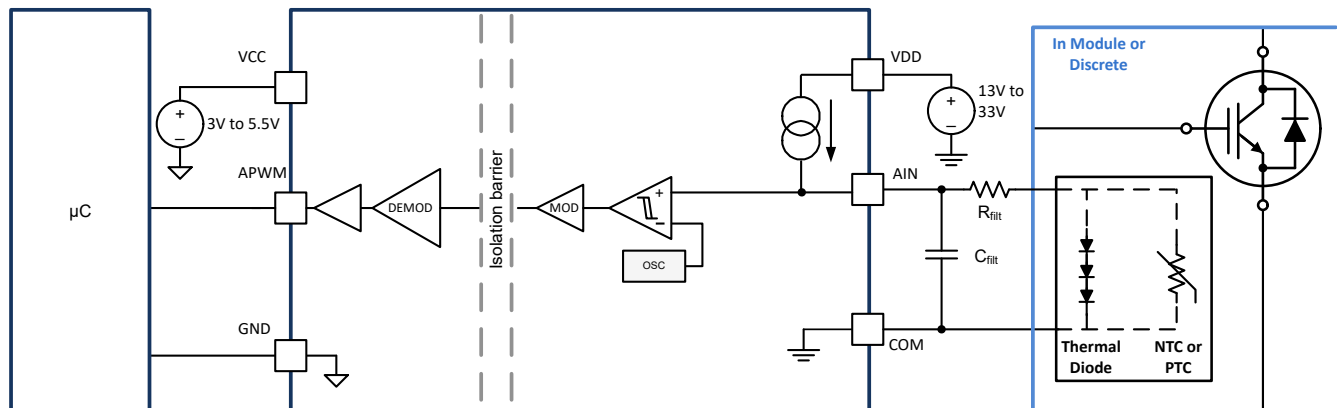 µC
VCC
+
−
3V to 5.5V
APWM
GND
DEMOD
Isolation barrier
MOD
+
−
OSC
VDD
+
−
13V to
33V
AIN
Rfilt
Cfilt
COM
In Module or
Discrete
Thermal
Diode
NTC or
PTC